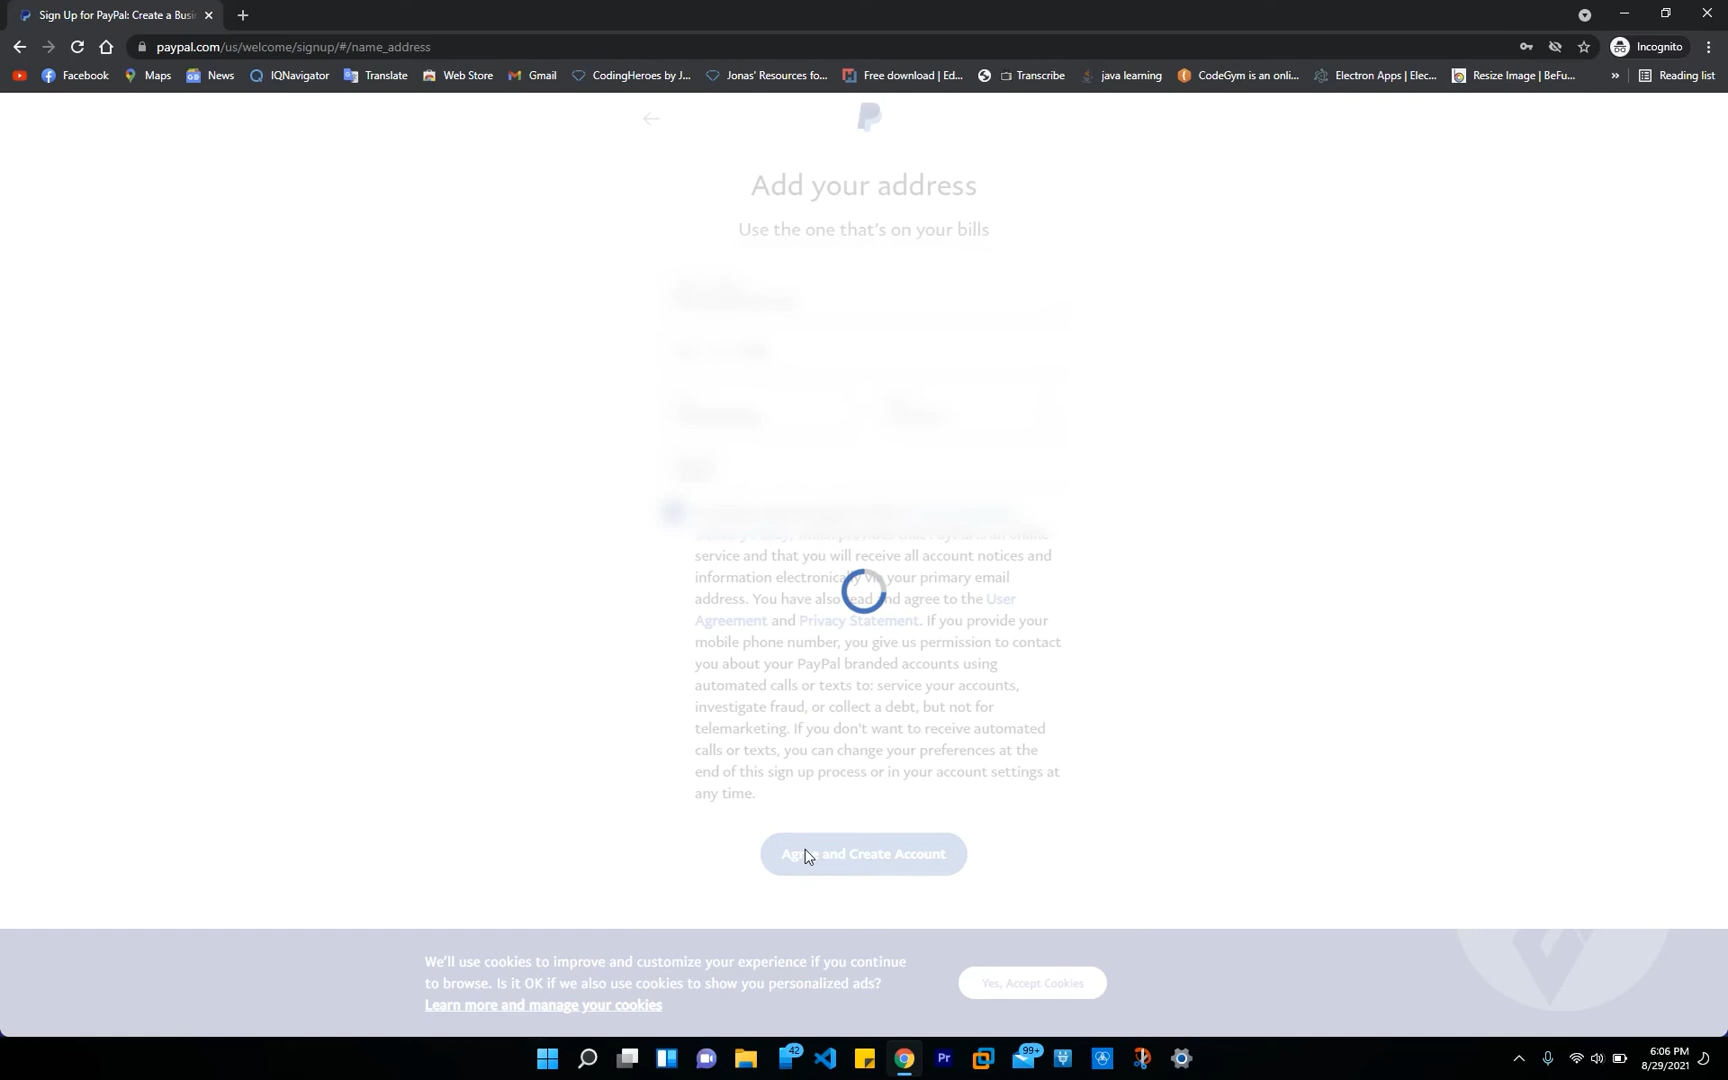 Sign Up for PayPal: Create a Busi
paypal.com/us/welcome/signup/#/name_address
Incognito
Facebook
Maps
News
IQNavigator
Translate
Web Store
Gmail
CodingHeroes by J...
Jonas' Resources fo...
Free download | Ed...
Transcribe
java learning
CodeGym is an onli...
Electron Apps | Elec...
Resize Image | BeFu...
»
Reading list
Add your address
Use the one that's on your bills
service and that you will receive all account notices and
information electronically via your primary email
address. You have also read and agree to the User
Agreement and Privacy Statement. If you provide your
mobile phone number, you give us permission to contact
you about your PayPal branded accounts using
automated calls or texts to: service your accounts,
investigate fraud, or collect a debt, but not for
telemarketing. If you don't want to receive automated
calls or texts, you can change your preferences at the
end of this sign up process or in your account settings at
any time.
Agree and Create Account
We'll use cookies to improve and customize your experience if you continue
to browse. Is it OK if we also use cookies to show you personalized ads?
Learn more and manage your cookies
Yes, Accept Cookies
42
Pr
99+
6:06 PM
8/29/2021